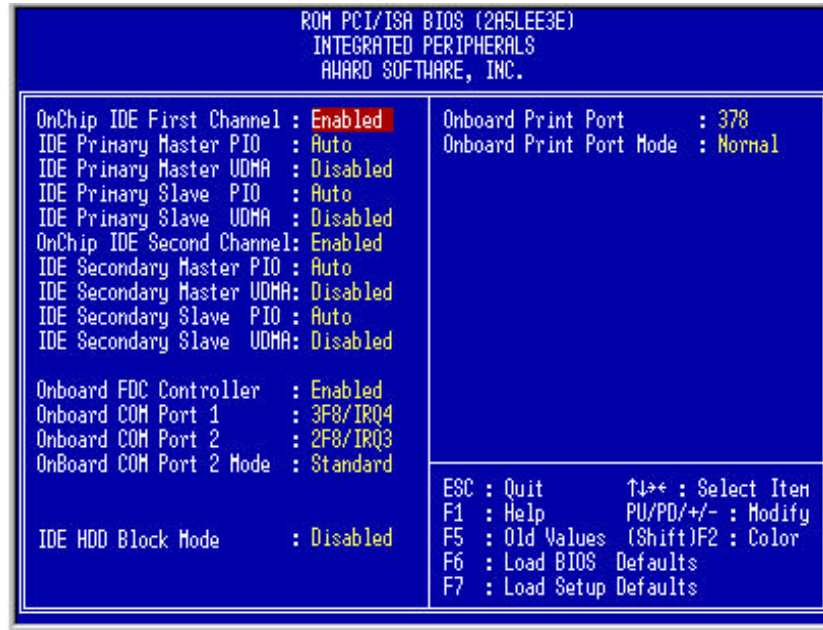 ROM PCI/ISA BIOS (2A5LEE3E)
INTEGRATED PERIPHERALS
AWARD SOFTWARE, INC.
OnChip IDE First Channel : Enabled
IDE Primary Master PIO : Auto
IDE Primary Master UDMA : Disabled
IDE Primary Slave PIO : Auto
IDE Primary Slave UDMA : Disabled
OnChip IDE Second Channel: Enabled
IDE Secondary Master PIO : Auto
IDE Secondary Master UDMA: Disabled
IDE Secondary Slave PIO : Auto
IDE Secondary Slave UDMA: Disabled
Onboard FDC Controller : Enabled
Onboard COM Port 1 : 3F8/IRQ4
Onboard COM Port 2 : 2F8/IRQ3
OnBoard COM Port 2 Mode : Standard
IDE HDD Block Mode : Disabled
Onboard Print Port : 378
Onboard Print Port Mode : Normal
ESC : Quit ↑↓→← : Select Item
F1 : Help PU/PD/+/- : Modify
F5 : Old Values (Shift)F2 : Color
F6 : Load BIOS Defaults
F7 : Load Setup Defaults